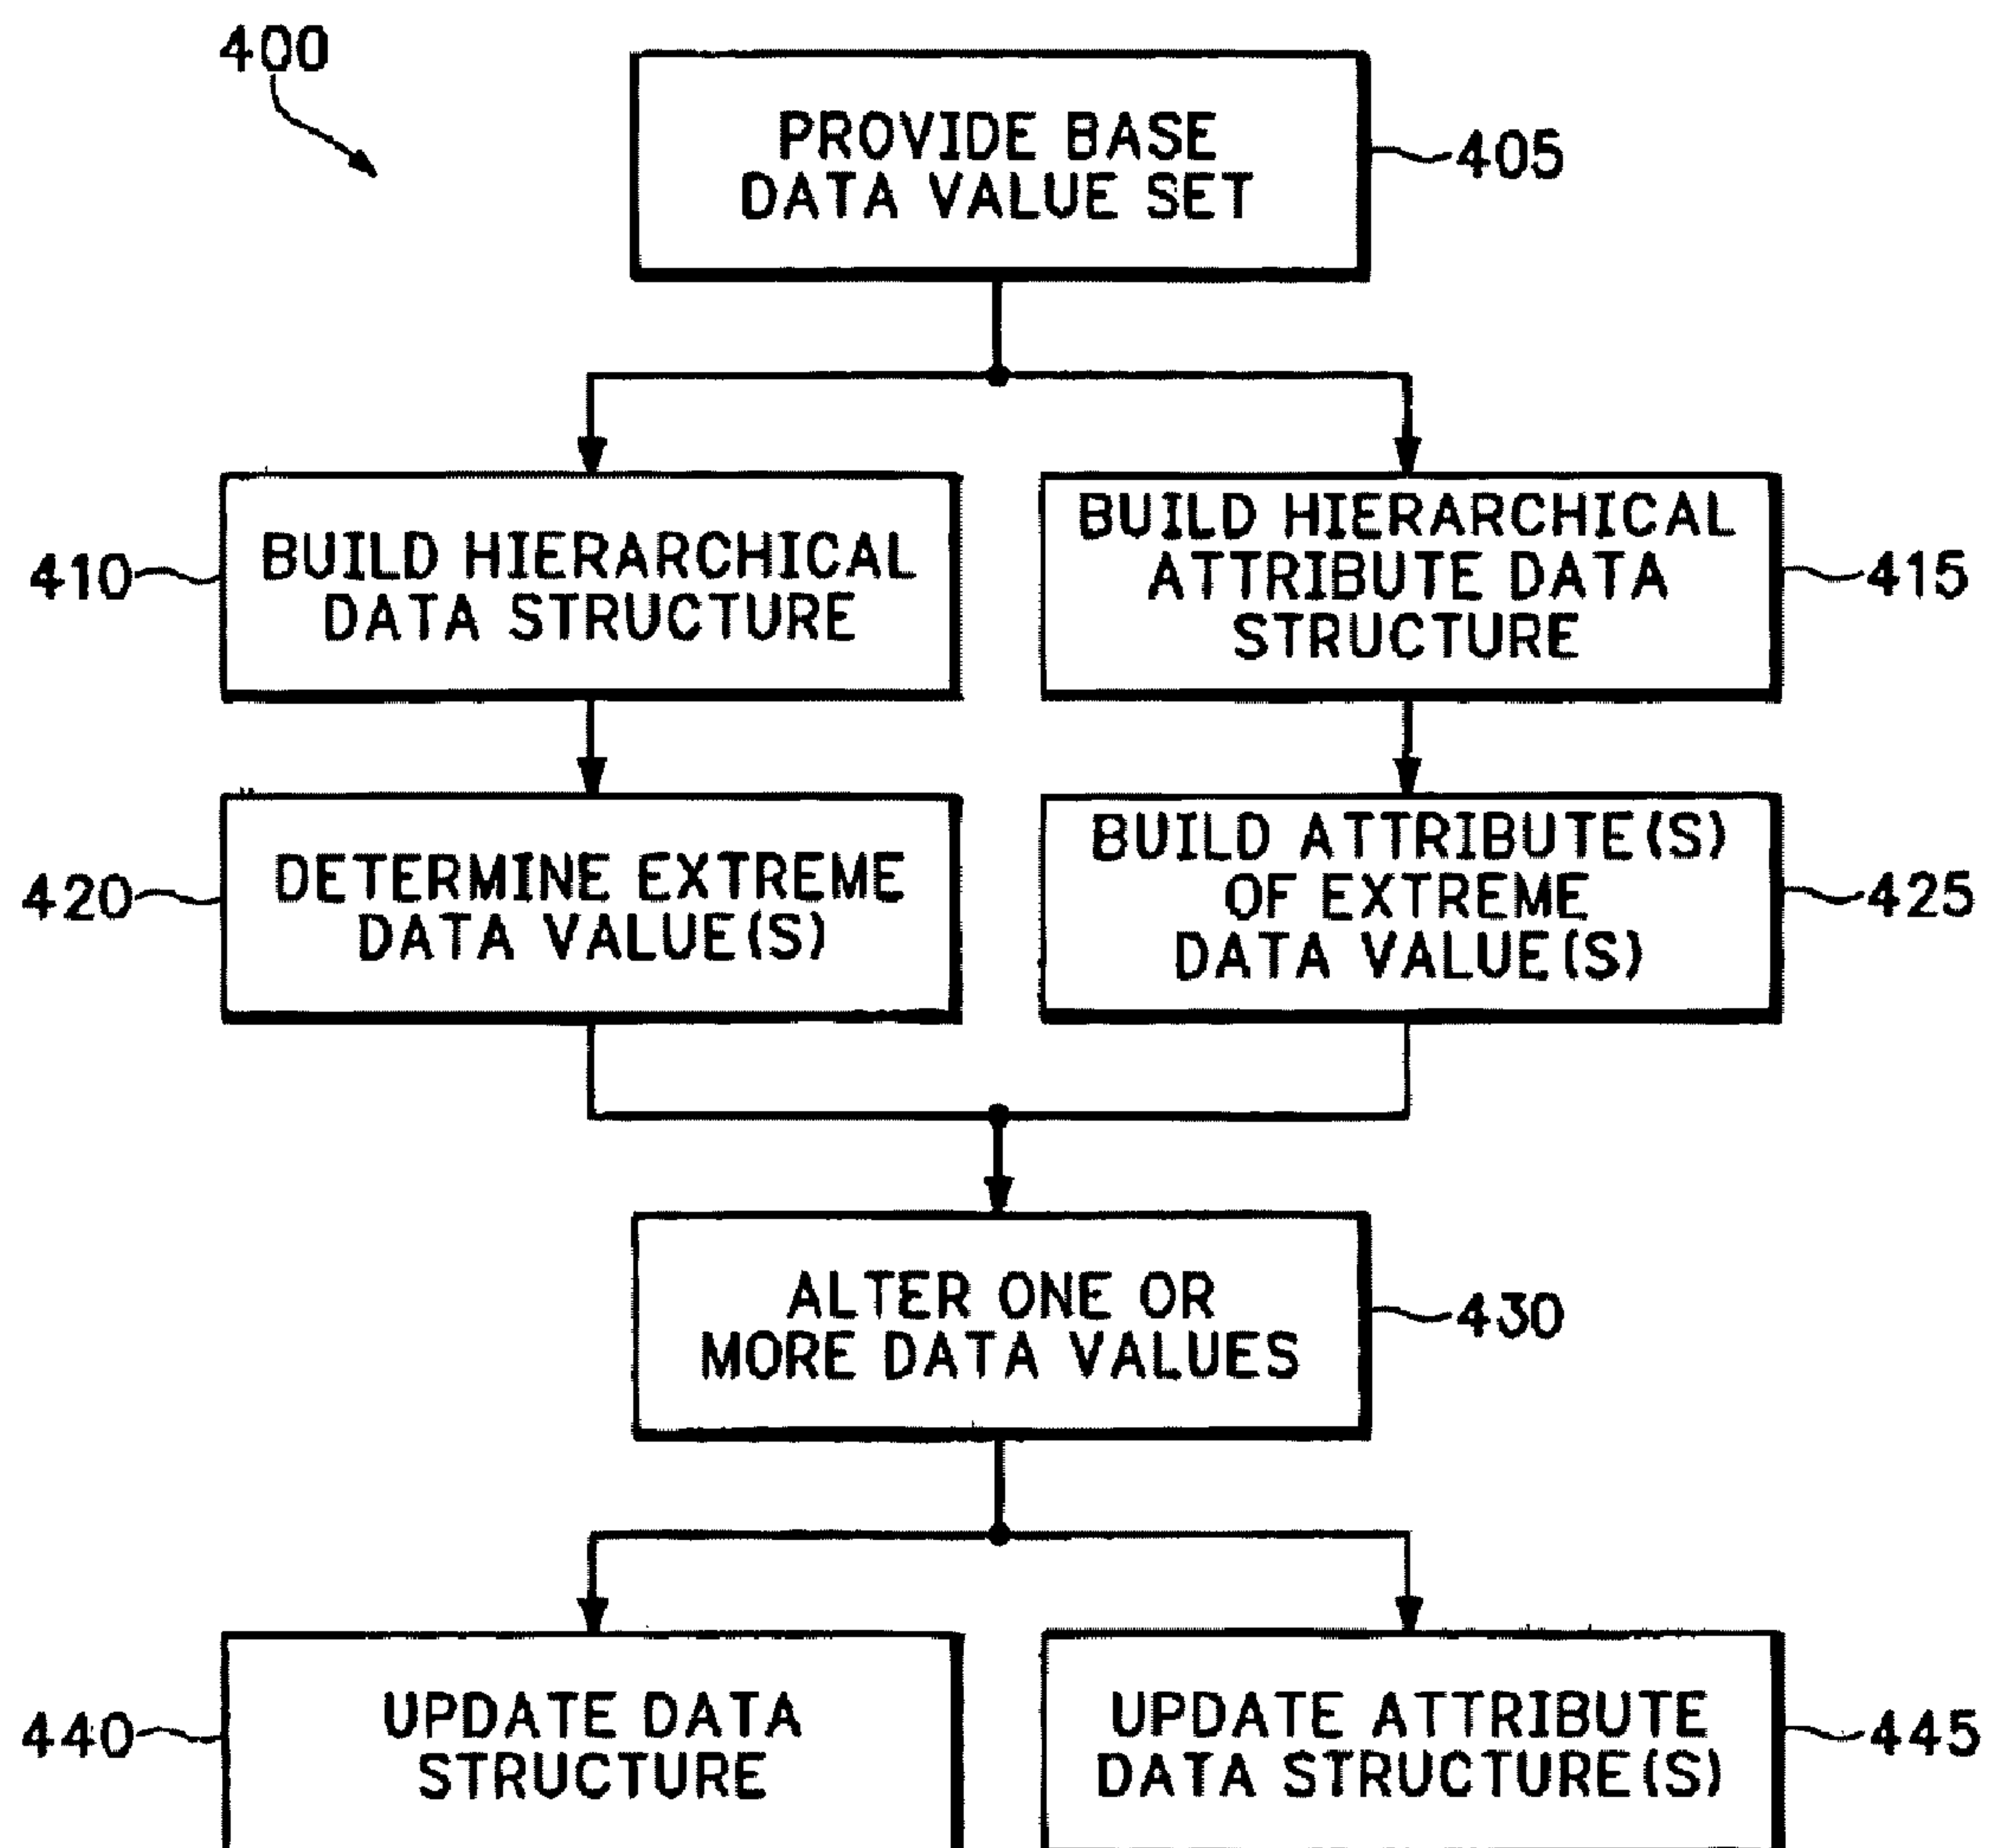 400
PROVIDE BASE
DATA VALUE SET
405
410
BUILD HIERARCHICAL
DATA STRUCTURE
BUILD HIERARCHICAL
ATTRIBUTE DATA
STRUCTURE
415
420
DETERMINE EXTREME
DATA VALUE(S)
BUILD ATTRIBUTE(S)
OF EXTREME
DATA VALUE(S)
425
ALTER ONE OR
MORE DATA VALUES
430
440
UPDATE DATA
STRUCTURE
UPDATE ATTRIBUTE
DATA STRUCTURE(S)
445